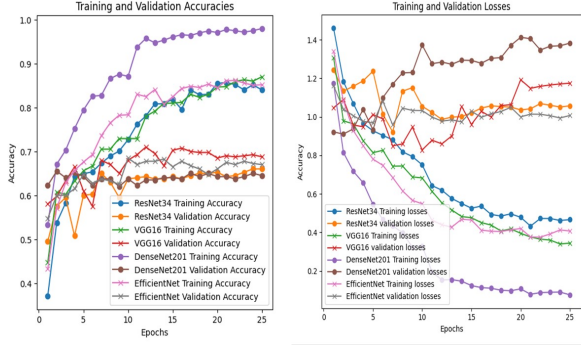 Training and Validation Accuracies
1.0
0.9
0.8
0.7
0.6
0.5
0.4
Accuracy
ResNet34 Training Accuracy
ResNet34 Validation Accuracy
VGG16 Training Accuracy
VGG16 Validation Accuracy
DenseNet201 Training Accuracy
DenseNet201 Validation Accuracy
EfficientNet Training Accuracy
EfficientNet Validation Accuracy
0 5 10 15 20 25
Epochs
Training and Validation Losses
1.4
1.2
1.0
0.8
0.6
0.4
0.2
Accuracy
ResNet34 Training losses
ResNet34 validation losses
VGG16 Training losses
VGG16 validation losses
DenseNet201 Training losses
DenseNet201 validation losses
EfficientNet Training losses
EfficientNet validation losses
0 5 10 15 20 25
Epochs